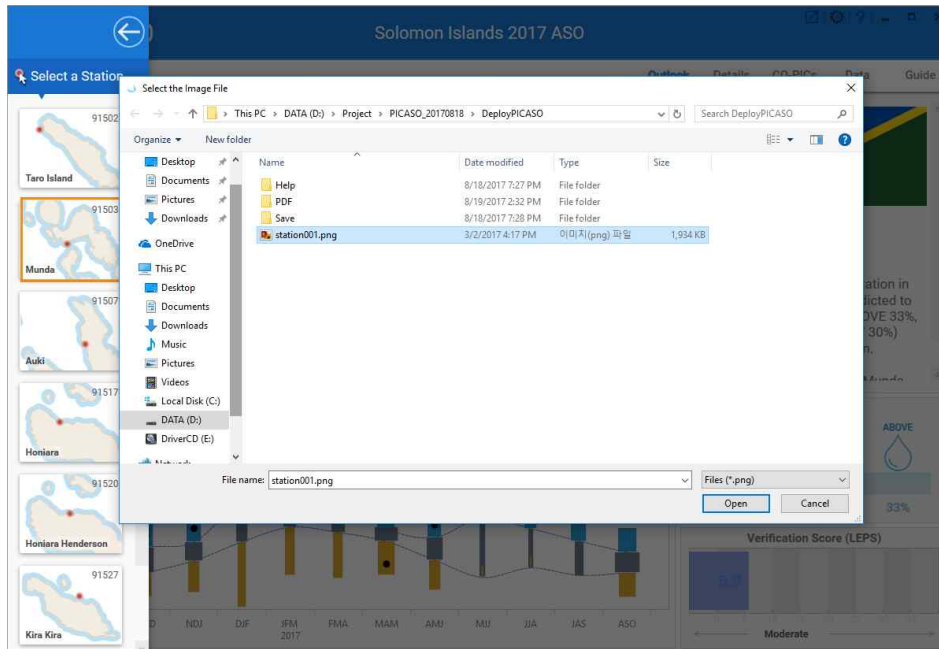 Solomon Islands 2017 ASO
Select a Station
Outlook Details CO-PICs Data Guide
91502
Taro Island
91503
Munda
91507
Auki
91517
Honiara
91520
Honiara Henderson
91527
Kira Kira
Select the Image File
This PC > DATA (D:) > Project > PICASO_20170818 > DeployPICASO
Search DeployPICASO
Organize New folder
Desktop
Documents
Pictures
Downloads
OneDrive
This PC
Desktop
Documents
Downloads
Music
Pictures
Videos
Local Disk (C:)
DATA (D:)
DriverCD (E:)
Network
Name Date modified Type Size
Help 8/18/2017 7:27 PM File folder
PDF 8/19/2017 2:32 PM File folder
Save 8/18/2017 7:28 PM File folder
station001.png 3/2/2017 4:17 PM 이미지(png) 파일 1,934 KB
File name: station001.png Files (*.png)
Open Cancel
ation in
dicted to
OVE 33%,
30%)
n.
Munda
ABOVE
33%
NDJ DJF JFM FMA MAM AMJ MJJ JJA JAS ASO
2017
Verification Score (LEPS)
Moderate